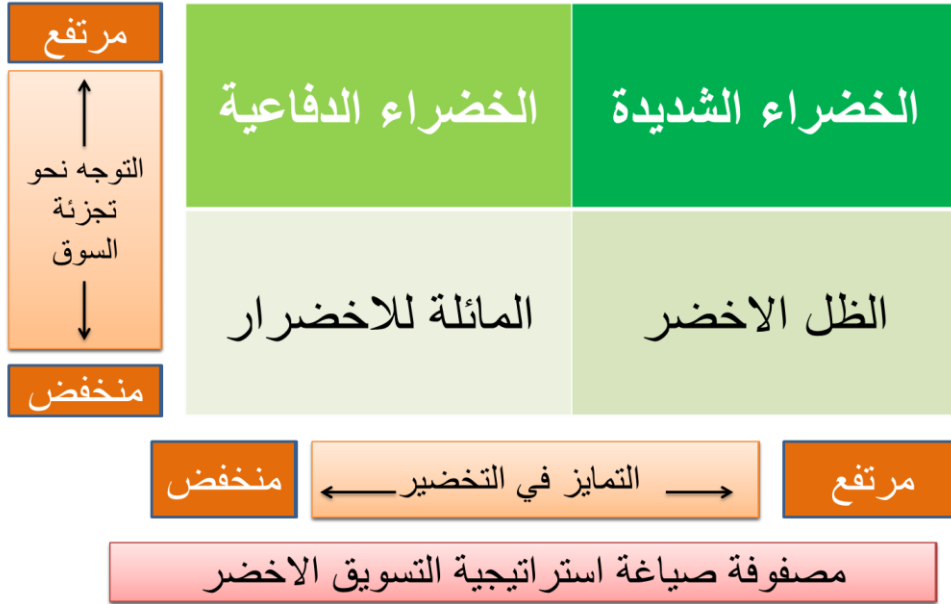 مرتفع
الخضراء الشديدة
الخضراء الدفاعية
التوجه نحو
تجزئة
السوق
الظل الاخضر
المائلة للاخضرار
منخفض
مرتفع
التمايز في التخضير
منخفض
مصفوفة صياغة استراتيجية التسويق الاخضر